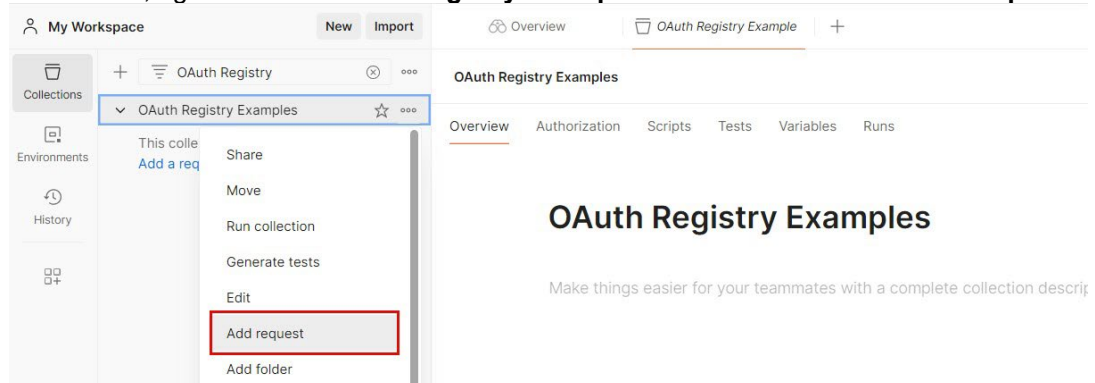 My Workspace New Import Overview OAuth Registry Example
OAuth Registry
OAuth Registry Examples
Collections
OAuth Registry Examples
Overview Authorization Scripts Tests Variables Runs
This colle
Add a req
Environments
Share
Move
History
Run collection
OAuth Registry Examples
Generate tests
Make things easier for your teammates with a complete collection descrip
Edit
Add request
Add folder